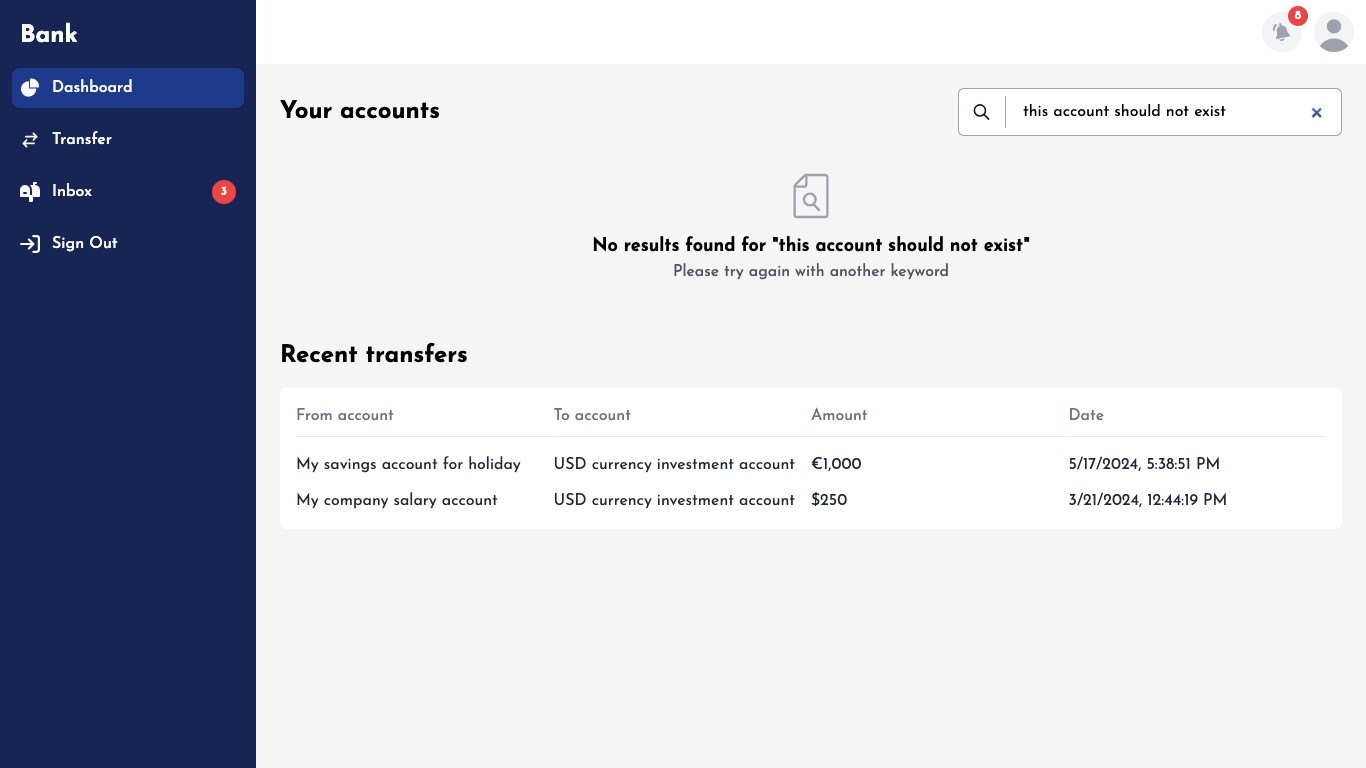 Bank
Dashboard
Transfer
Inbox
3
Sign Out
8
Your accounts
this account should not exist
No results found for "this account should not exist"
Please try again with another keyword
Recent transfers
From account To account Amount Date
My savings account for holiday USD currency investment account €1,000 5/17/2024, 5:38:51 PM
My company salary account USD currency investment account $250 3/21/2024, 12:44:19 PM